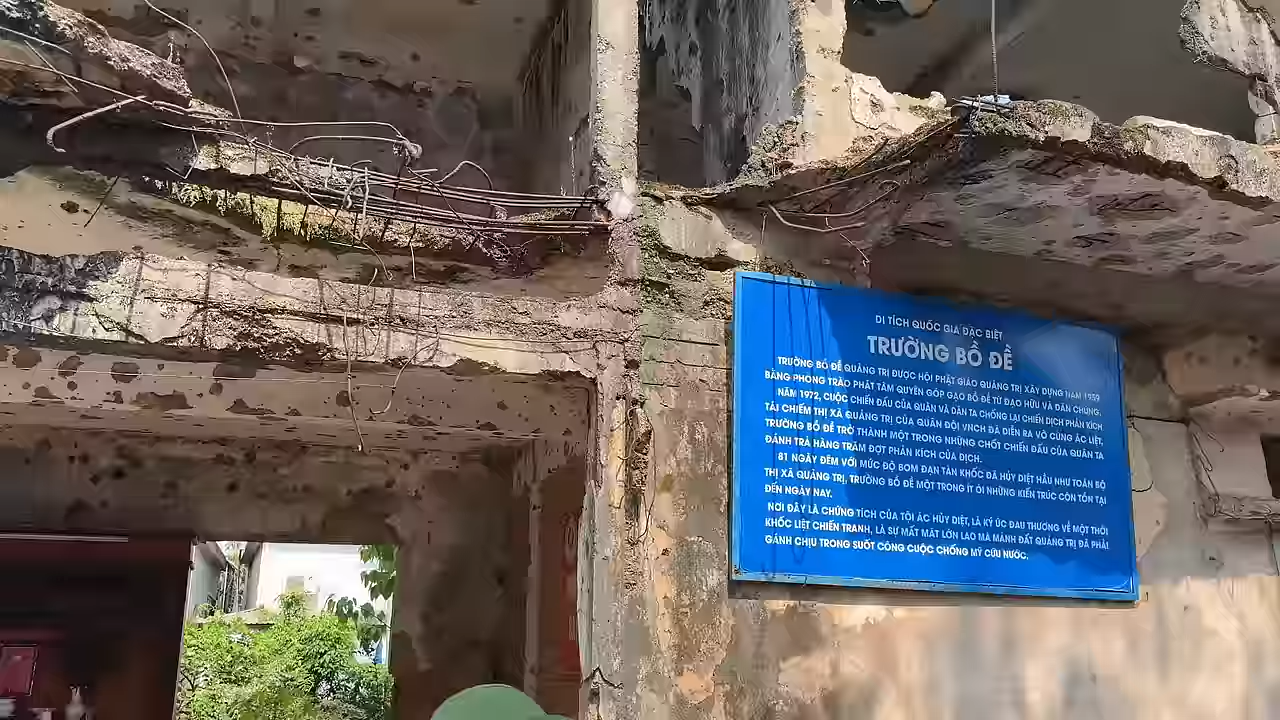 DI TÍCH QUỐC GIA ĐẶC BIỆT
TRƯỜNG BỒ ĐỀ
TRƯỜNG BỒ ĐỀ QUẢNG TRỊ ĐƯỢC HỘI PHẬT GIÁO QUẢNG TRỊ XÂY DỰNG NĂM 1959
BẰNG PHONG TRÀO PHÁT TÂM QUYÊN GÓP GẠO BỒ ĐỀ TỪ ĐẠO HỮU VÀ DÂN CHÚNG.
NĂM 1972, CUỘC CHIẾN ĐẤU CỦA QUÂN VÀ DÂN TA CHỐNG LẠI CHIẾN DỊCH PHẢN KÍCH
TÁI CHIẾM THỊ XÃ QUẢNG TRỊ CỦA QUÂN ĐỘI VNCH ĐÃ DIỄN RA VÔ CÙNG ÁC LIỆT.
TRƯỜNG BỒ ĐỀ TRỞ THÀNH MỘT TRONG NHỮNG CHỐT CHIẾN ĐẤU CỦA QUÂN TA
ĐÁNH TRẢ HÀNG TRĂM ĐỢT PHẢN KÍCH CỦA ĐỊCH.
81 NGÀY ĐÊM VỚI MỨC ĐỘ BOM ĐẠN TÀN KHỐC ĐÃ HỦY DIỆT HẦU NHƯ TOÀN BỘ
THỊ XÃ QUẢNG TRỊ, TRƯỜNG BỒ ĐỀ MỘT TRONG ÍT ỎI NHỮNG KIẾN TRÚC CÒN TỒN TẠI
ĐẾN NGÀY NAY.
NƠI ĐÂY LÀ CHỨNG TÍCH CỦA TỘI ÁC HỦY DIỆT, LÀ KÝ ỨC ĐAU THƯƠNG VỀ MỘT THỜI
KHỐC LIỆT CHIẾN TRANH, LÀ SỰ MẤT MÁT LỚN LAO MÀ MẢNH ĐẤT QUẢNG TRỊ ĐÃ PHẢI
GÁNH CHỊU TRONG SUỐT CÔNG CUỘC CHỐNG MỸ CỨU NƯỚC.